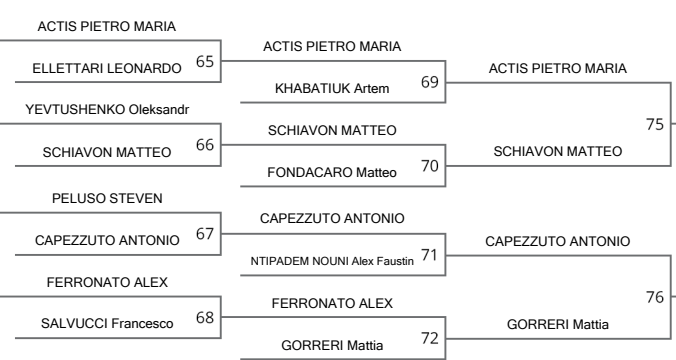 ACTIS PIETRO MARIA
ELLETTARI LEONARDO
65
ACTIS PIETRO MARIA
KHABATIUK Artem
69
ACTIS PIETRO MARIA
YEVTUSHENKO Oleksandr
SCHIAVON MATTEO
66
SCHIAVON MATTEO
FONDACARO Matteo
70
SCHIAVON MATTEO
75
PELUSO STEVEN
CAPEZZUTO ANTONIO
67
CAPEZZUTO ANTONIO
NTIPADEM NOUNI Alex Faustin
71
CAPEZZUTO ANTONIO
FERRONATO ALEX
SALVUCCI Francesco
68
FERRONATO ALEX
GORRERI Mattia
72
GORRERI Mattia
76